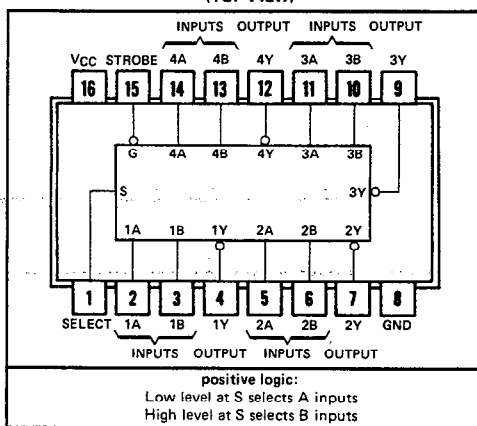 (TOP VIEW)
INPUTS OUTPUT INPUTS OUTPUT
VCC STROBE 4A 4B 4Y 3A 3B 3Y
16 15 14 13 12 11 10 9
G 4A 4B 4Y 3A 3B
S 3Y
1A 1B 1Y 2A 2B 2Y
1 2 3 4 5 6 7 8
SELECT 1A 1B 1Y 2A 2B 2Y GND
INPUTS OUTPUT INPUTS OUTPUT
positive logic:
Low level at S selects A inputs
High level at S selects B inputs